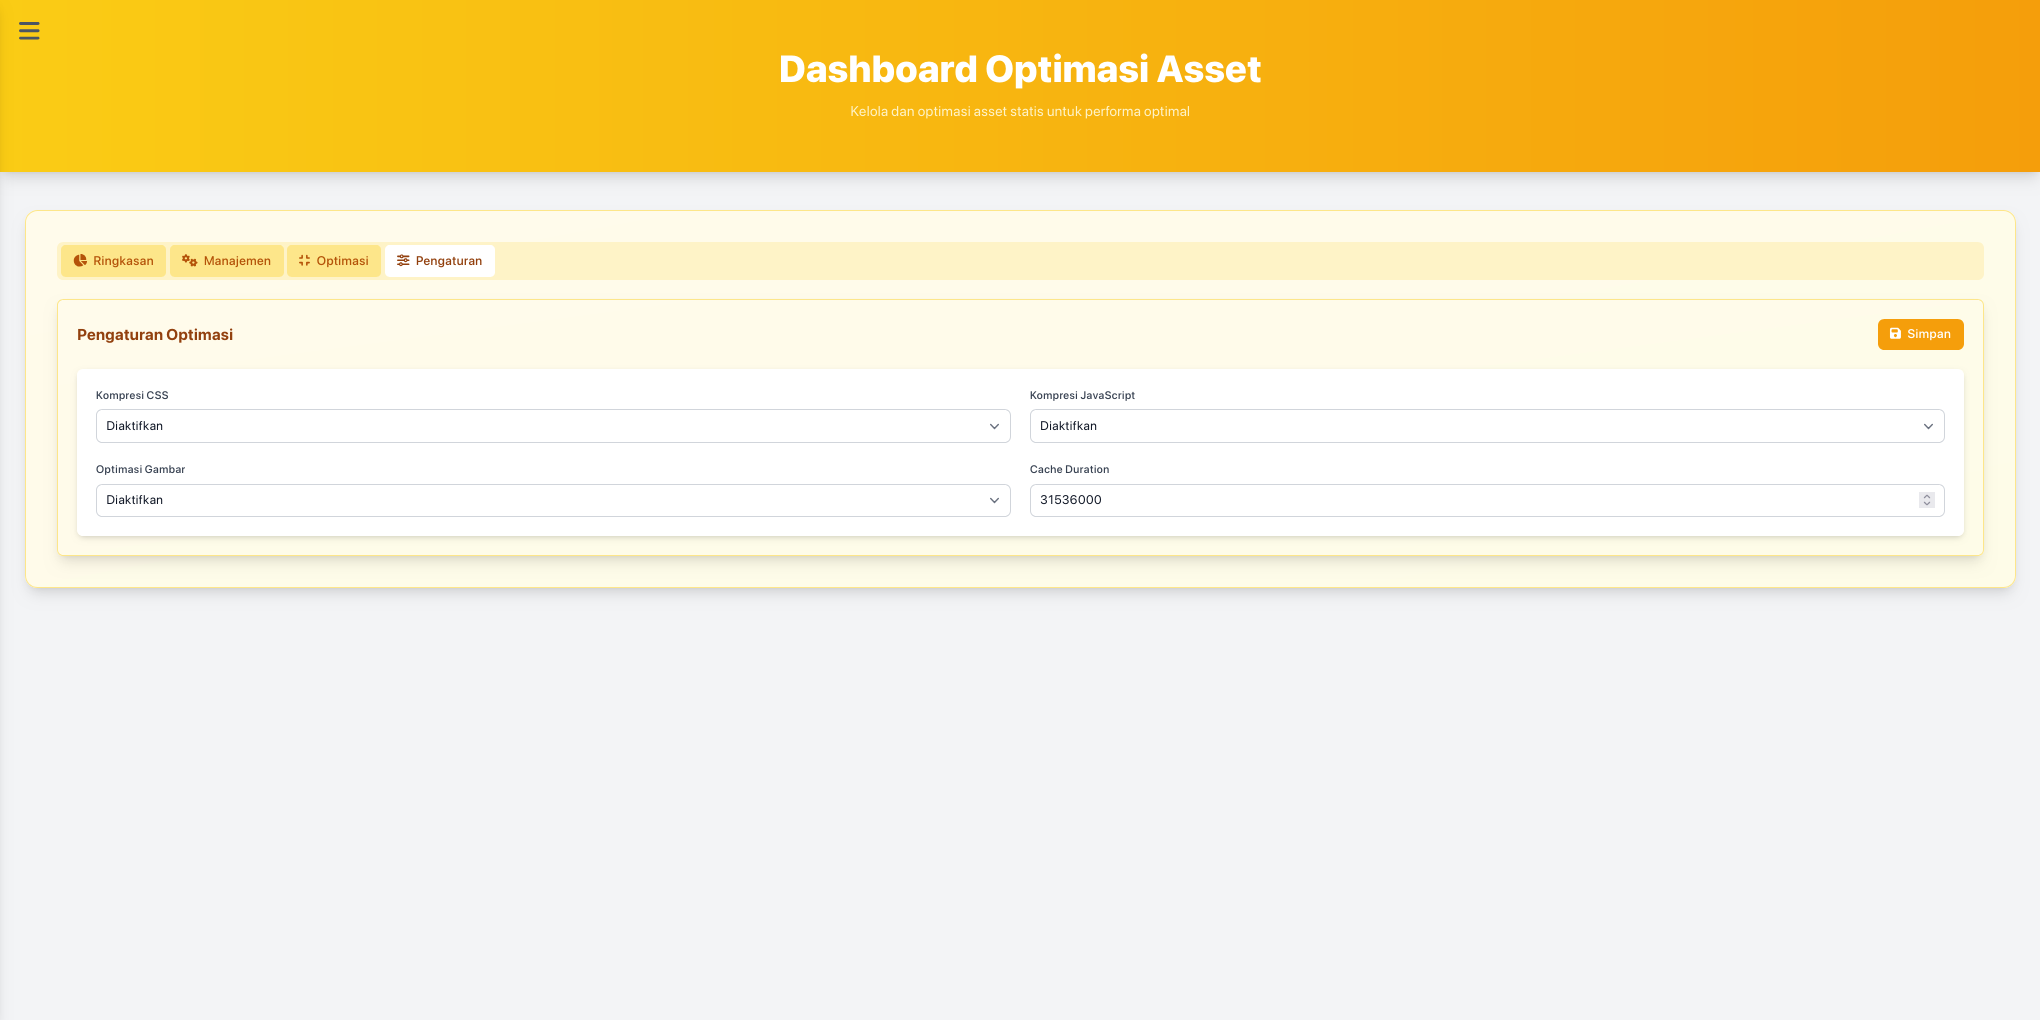 Dashboard Optimasi Asset
Kelola dan optimasi asset statis untuk performa optimal
Ringkasan
Manajemen
Optimasi
Pengaturan
Pengaturan Optimasi
Simpan
Kompresi CSS
Diaktifkan
Kompresi JavaScript
Diaktifkan
Optimasi Gambar
Diaktifkan
Cache Duration
31536000